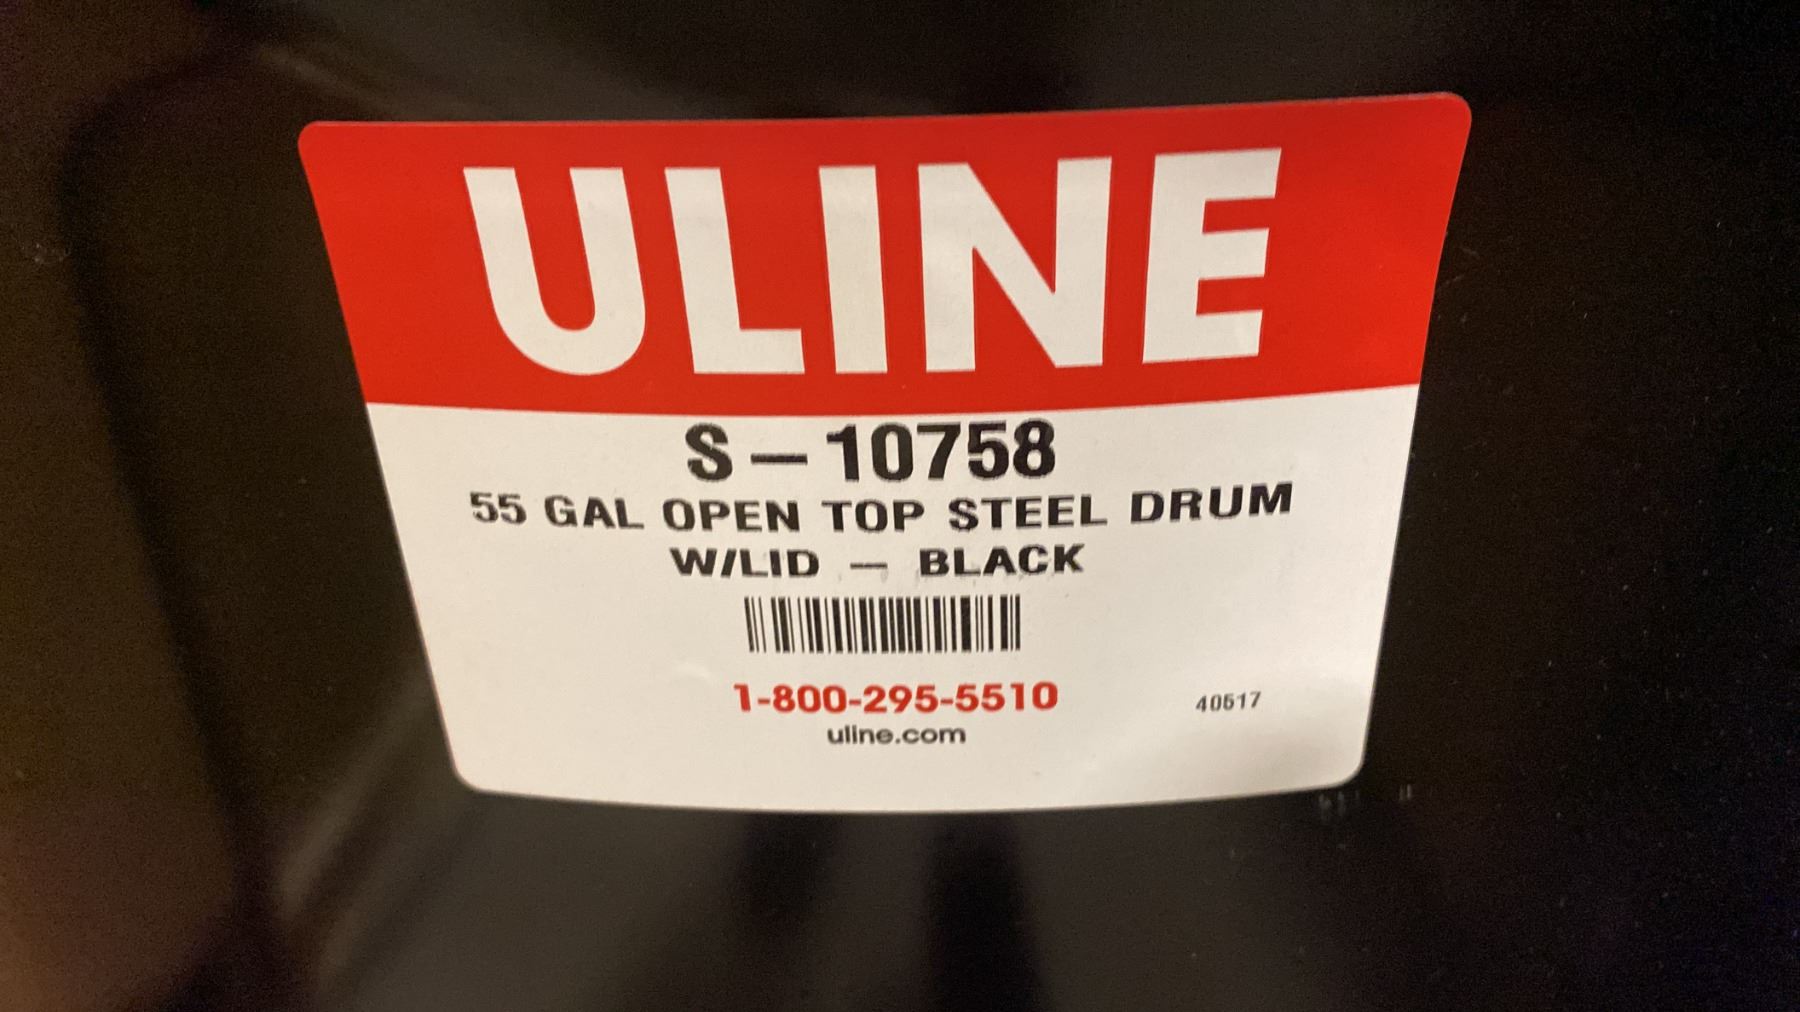 ULINE
S-10758
55 GAL OPEN TOP STEEL DRUM
W/LID - BLACK
1-800-295-5510
40517
uline.com